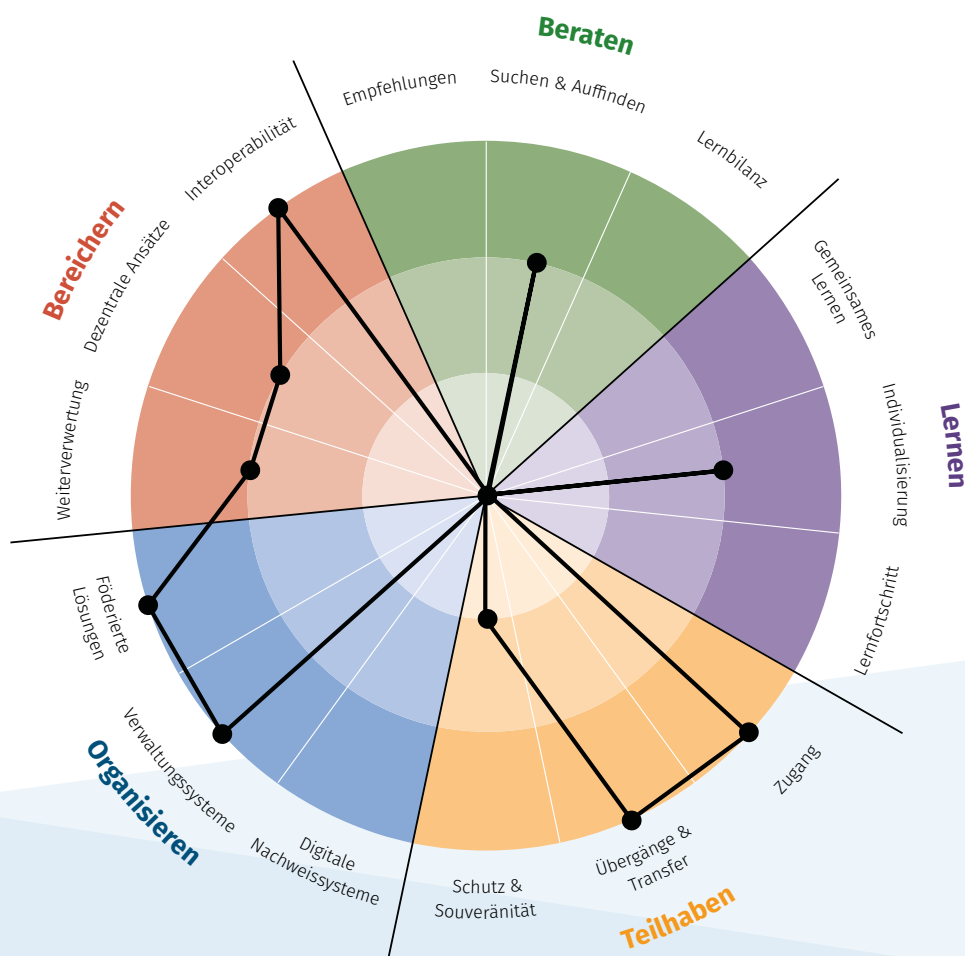 Beraten
Empfehlungen
Suchen & Auffinden
Lernbilanz
Lernen
Gemeinsames
Lernen
Individualisierung
Lernfortschritt
Teilhaben
Zugang
Übergänge &
Transfer
Schutz &
Souveränität
Organisieren
Digitale
Nachweissysteme
Verwaltungssysteme
Föderierte
Lösungen
Bereichern
Weiterverwertung
Dezentrale Ansätze
Interoperabilität